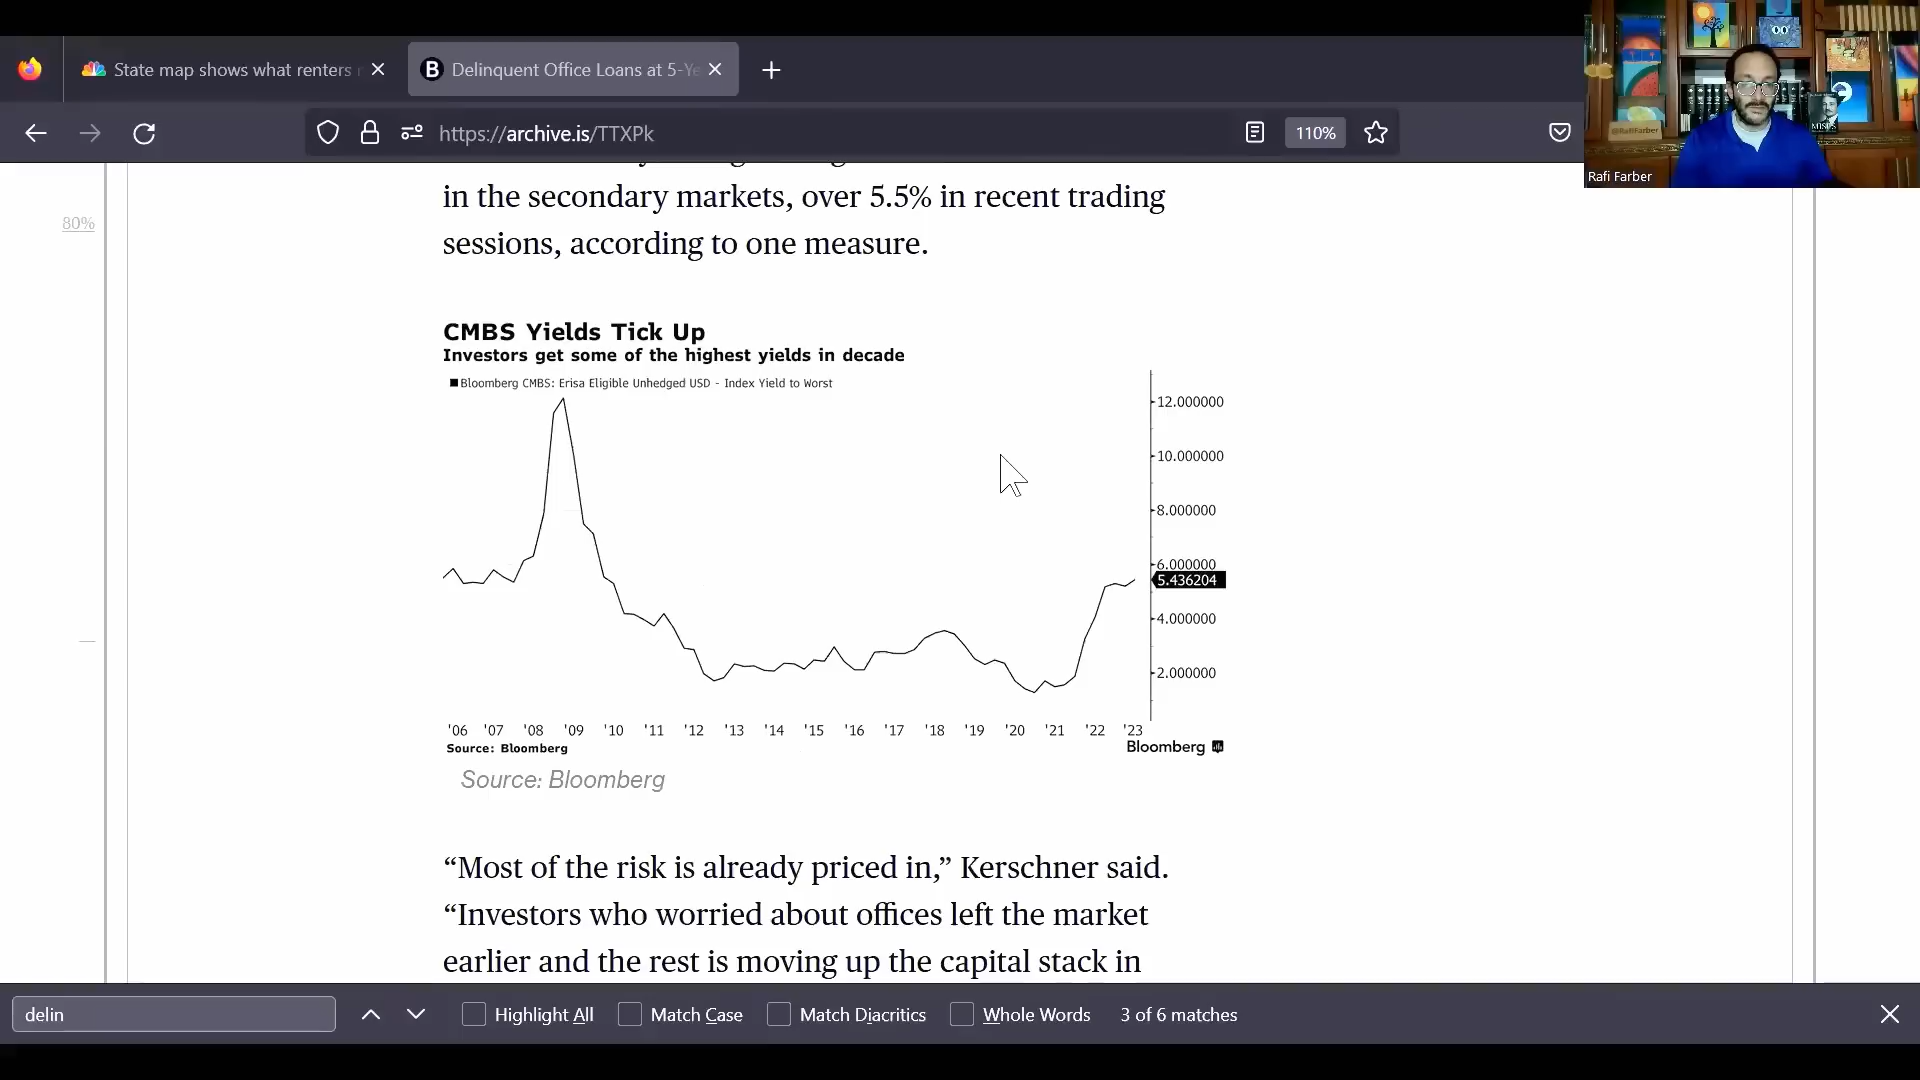 State map shows what renters
Delinquent Office Loans at 5-Ye
https://archive.is/TTXPk
110%
@RafiFarber
MISES
Rafi Farber
80%
in the secondary markets, over 5.5% in recent trading
sessions, according to one measure.
CMBS Yields Tick Up
Investors get some of the highest yields in decade
Bloomberg CMBS: Erisa Eligible Unhedged USD - Index Yield to Worst
12.000000
10.000000
8.000000
6.000000
5.436204
4.000000
2.000000
'06 '07 '08 '09 '10 '11 '12 '13 '14 '15 '16 '17 '18 '19 '20 '21 '22 '23
Source: Bloomberg
Bloomberg
Source: Bloomberg
“Most of the risk is already priced in,” Kerschner said.
“Investors who worried about offices left the market
earlier and the rest is moving up the capital stack in
delin
Highlight All
Match Case
Match Diacritics
Whole Words
3 of 6 matches